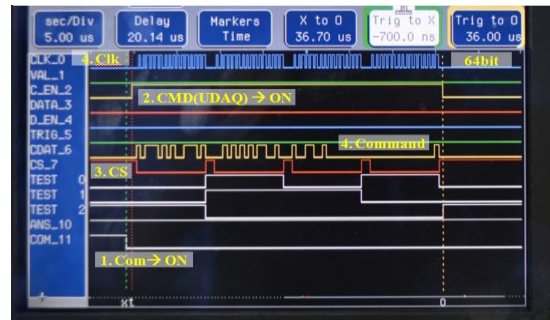 sec/Div
5.00 us
Delay
20.14 us
Markers
Time
X to O
36.70 us
Trig to X
-700.0 ns
Trig to O
36.00 us
CLK_0
4. Clk
64bit
VAL_1
C_EN_2
2. CMD(UDAQ) → ON
DATA_3
D_EN_4
TRIG_5
CDAT_6
4. Command
CS_7
3. CS
TEST 0
TEST 1
TEST 2
ANS_10
COM_11
1. Com → ON
Xt
O